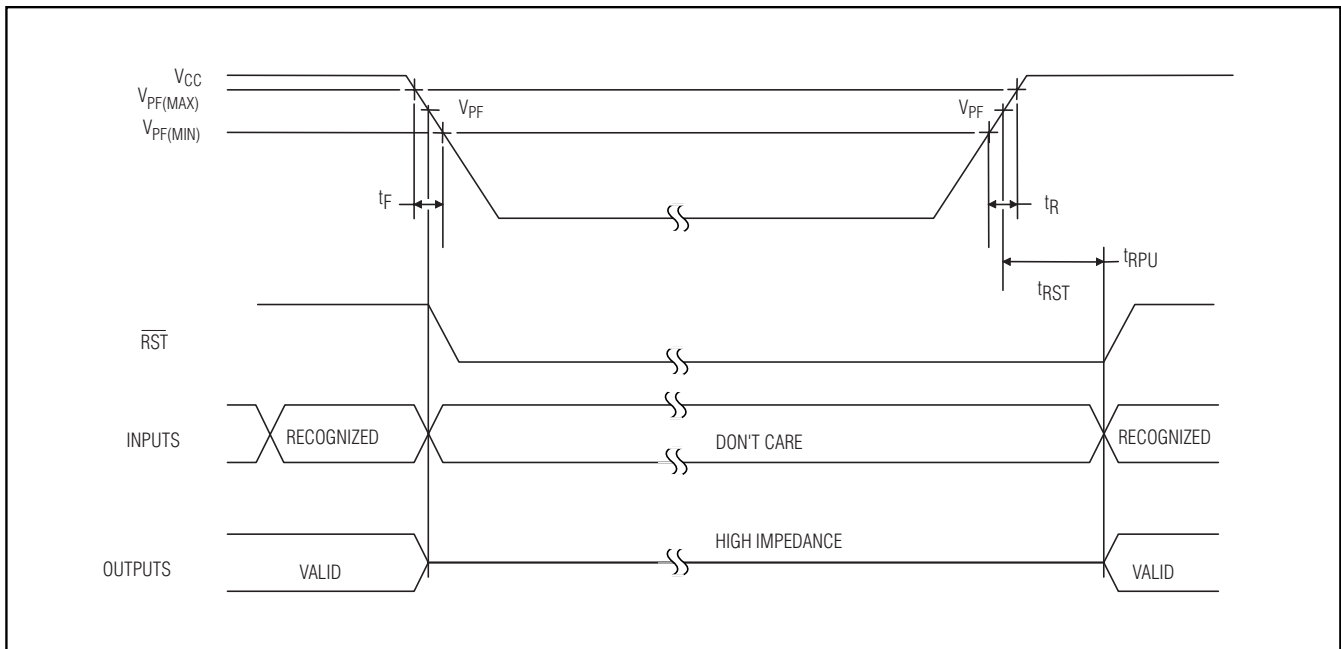 VCC
VPF(MAX)
VPF VPF
VPF(MIN)
tF tR
tRPU
tRST
RST
INPUTS RECOGNIZED DON'T CARE RECOGNIZED
HIGH IMPEDANCE
OUTPUTS VALID VALID